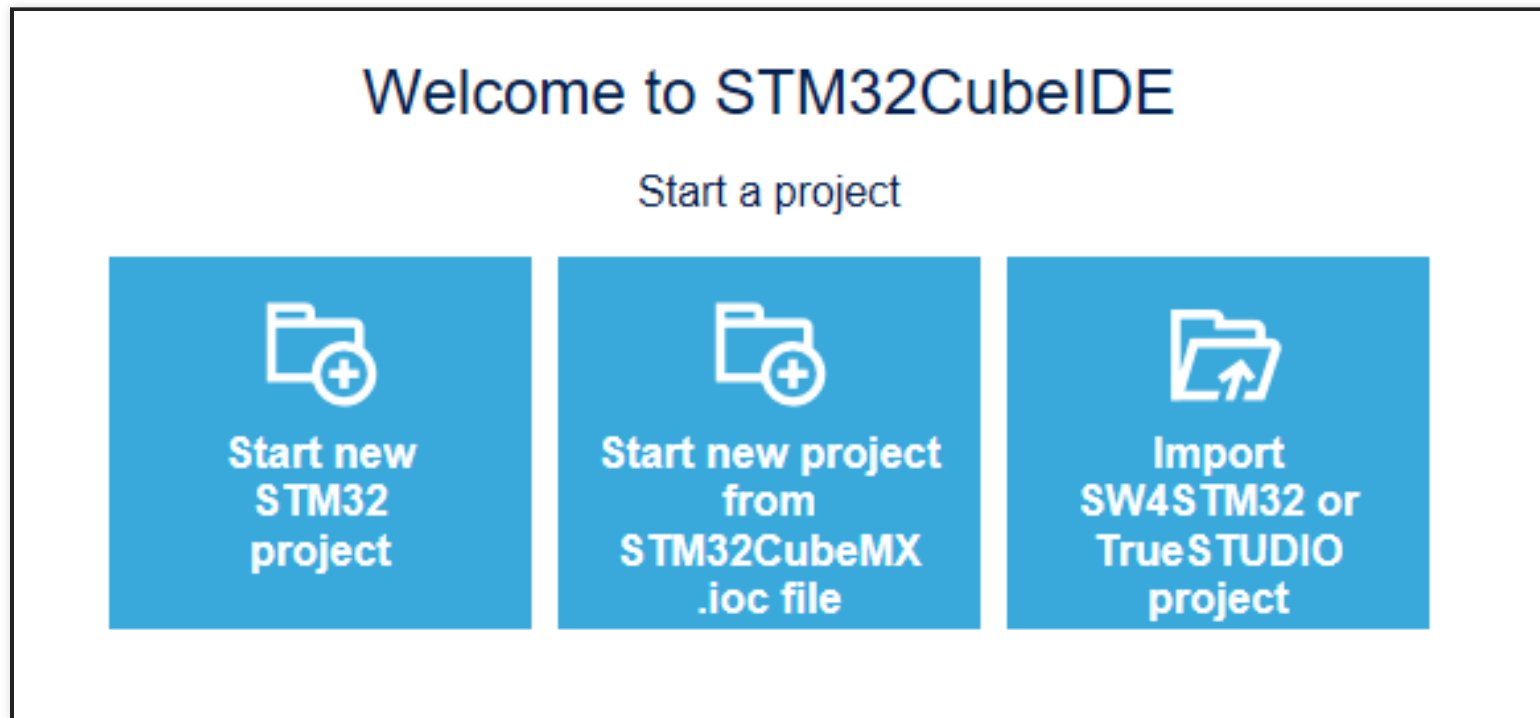 Welcome to STM32CubeIDE
Start a project
Start new
STM32
project
Start new project
from
STM32CubeMX
.ioc file
Import
SW4STM32 or
TrueSTUDIO
project